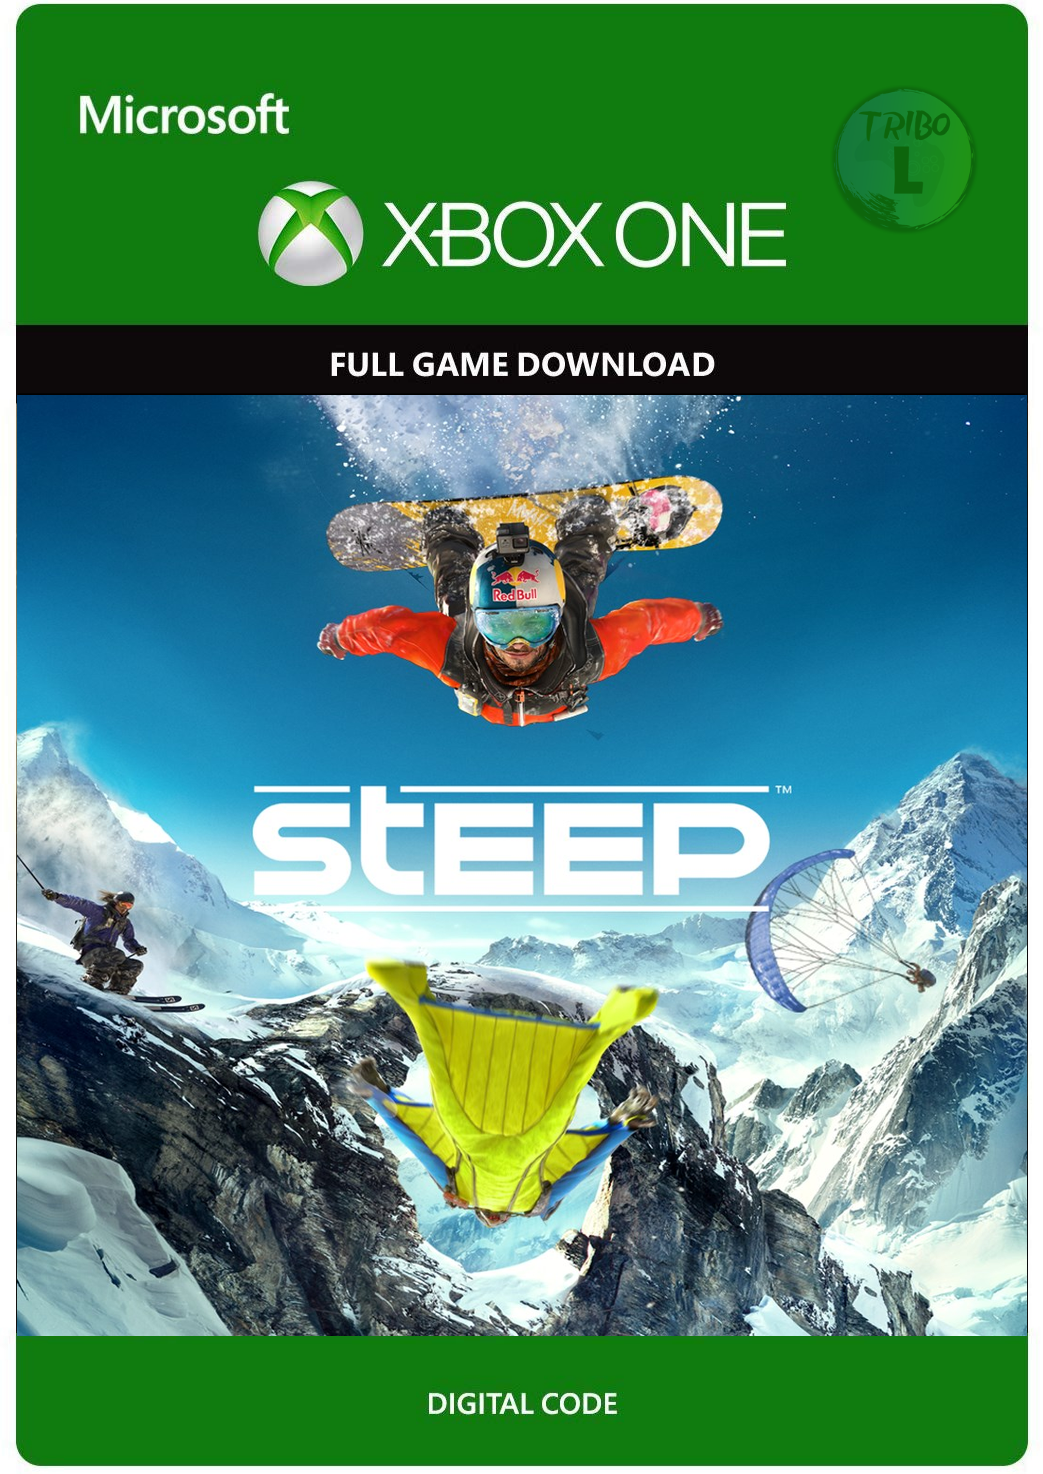 Microsoft
TRIBO
L
XBOX ONE
FULL GAME DOWNLOAD
Red Bull
STEEP™
DIGITAL CODE